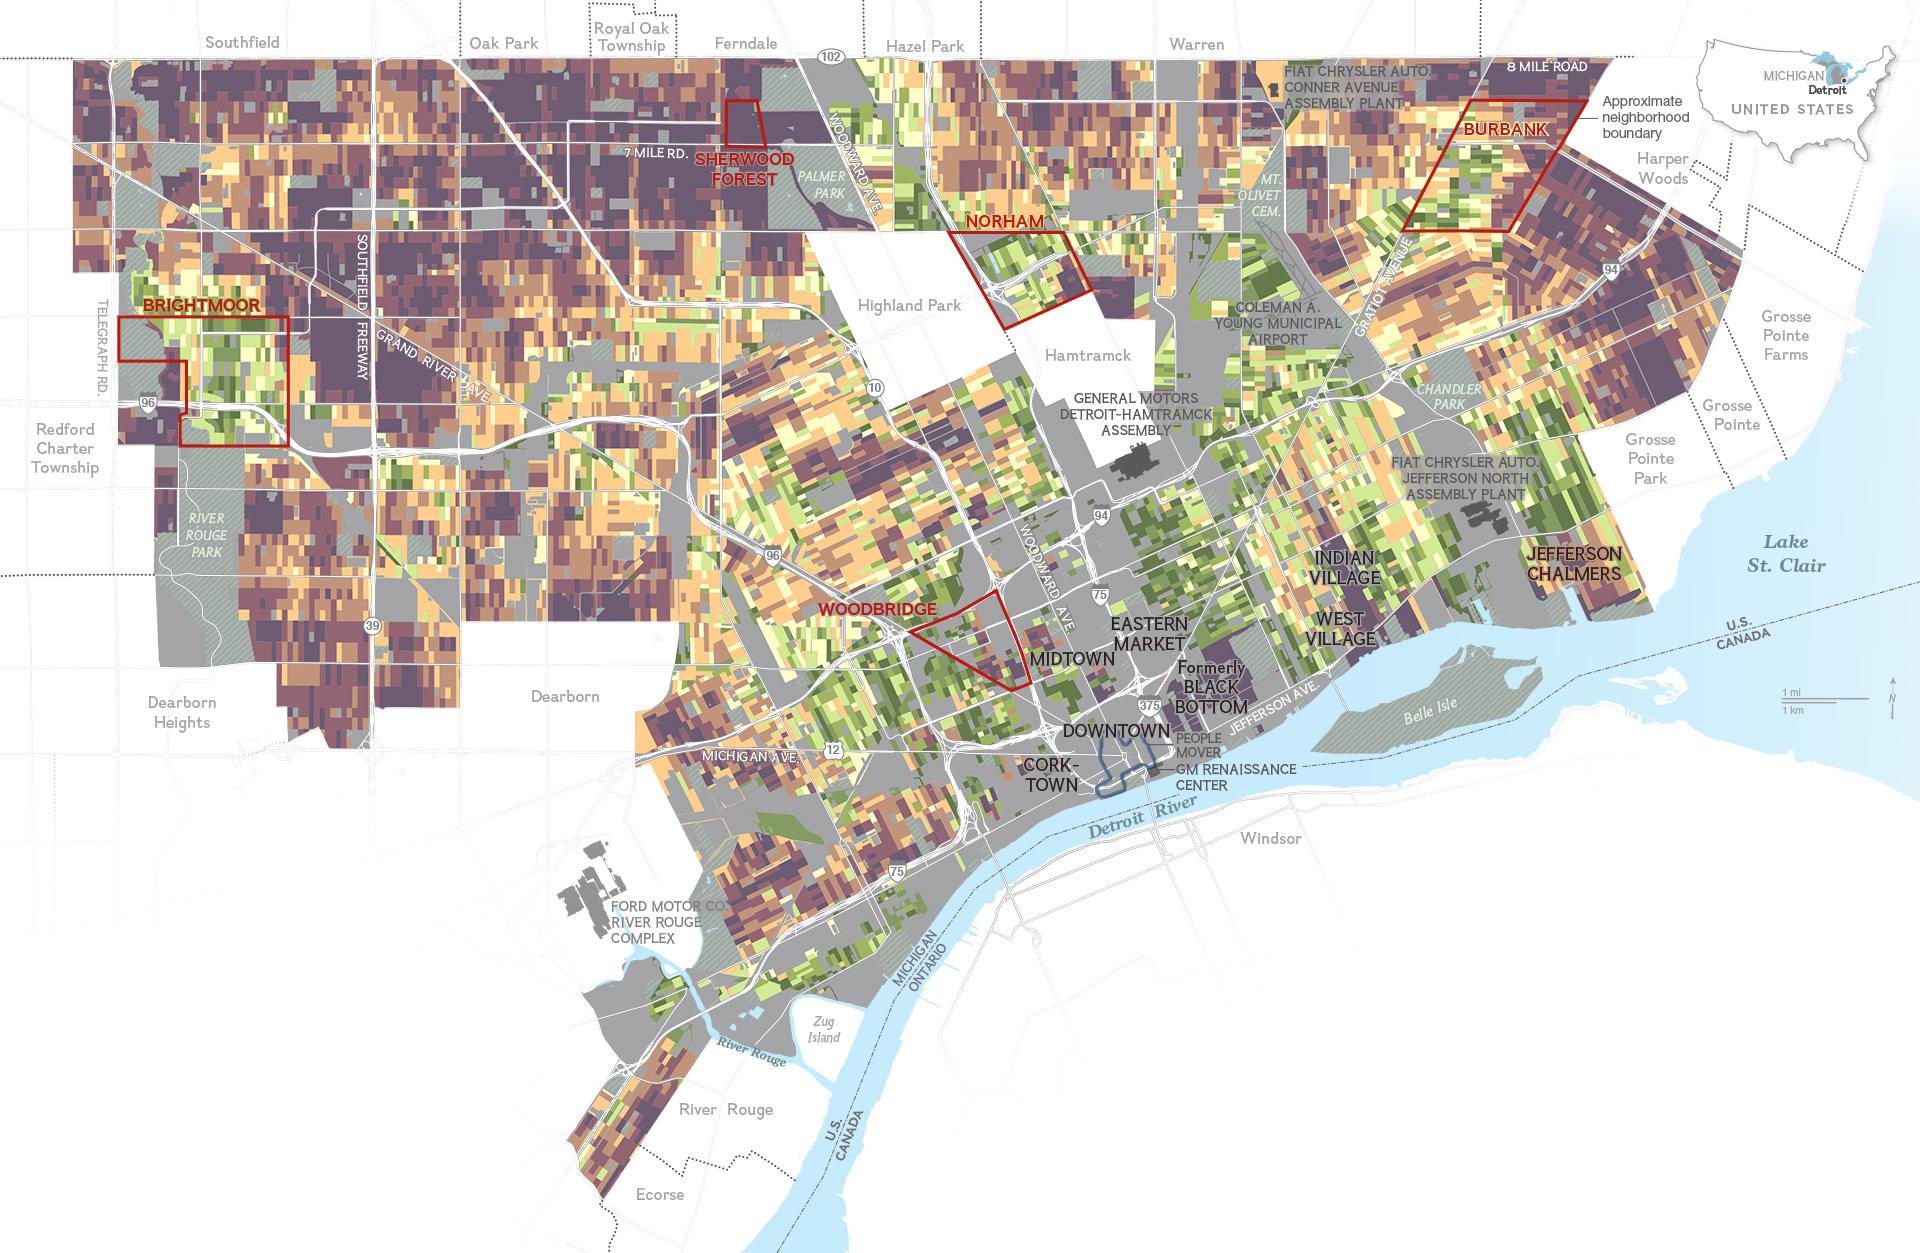 Southfield
Oak Park
Royal Oak
Township
Ferndale
102
Hazel Park
Warren
FIAT CHRYSLER AUTO.
CONNER AVENUE
ASSEMBLY PLANT
8 MILE ROAD
MICHIGAN
Detroit
UNITED STATES
Approximate
neighborhood
boundary
BURBANK
Harper
Woods
7 MILE RD.
SHERWOOD
FOREST
PALMER
PARK
WOODWARD AVE.
MT.
OLIVET
CEM.
NORHAM
SOUTHFIELD FREEWAY
GRATIOT AVENUE
94
BRIGHTMOOR
TELEGRAPH RD.
GRAND RIVER AVE.
Highland Park
COLEMAN A.
YOUNG MUNICIPAL
AIRPORT
Hamtramck
Grosse
Pointe
Farms
10
96
CHANDLER
PARK
GENERAL MOTORS
DETROIT-HAMTRAMCK
ASSEMBLY
Grosse
Pointe
Redford
Charter
Township
Grosse
Pointe
Park
FIAT CHRYSLER AUTO.
JEFFERSON NORTH
ASSEMBLY PLANT
RIVER
ROUGE
PARK
94
WOODWARD AVE.
96
INDIAN
VILLAGE
JEFFERSON
CHALMERS
Lake
St. Clair
75
WOODBRIDGE
39
EASTERN
MARKET
WEST
VILLAGE
U.S.
CANADA
MIDTOWN
Formerly
BLACK
BOTTOM
Dearborn
Heights
Dearborn
375
JEFFERSON AVE.
Belle Isle
1 mi
1 km
N
DOWNTOWN
PEOPLE
MOVER
MICHIGAN AVE.
12
CORK-
TOWN
GM RENAISSANCE
CENTER
Detroit River
Windsor
75
FORD MOTOR CO.
RIVER ROUGE
COMPLEX
MICHIGAN
ONTARIO
Zug
Island
River Rouge
River Rouge
U.S.
CANADA
Ecorse